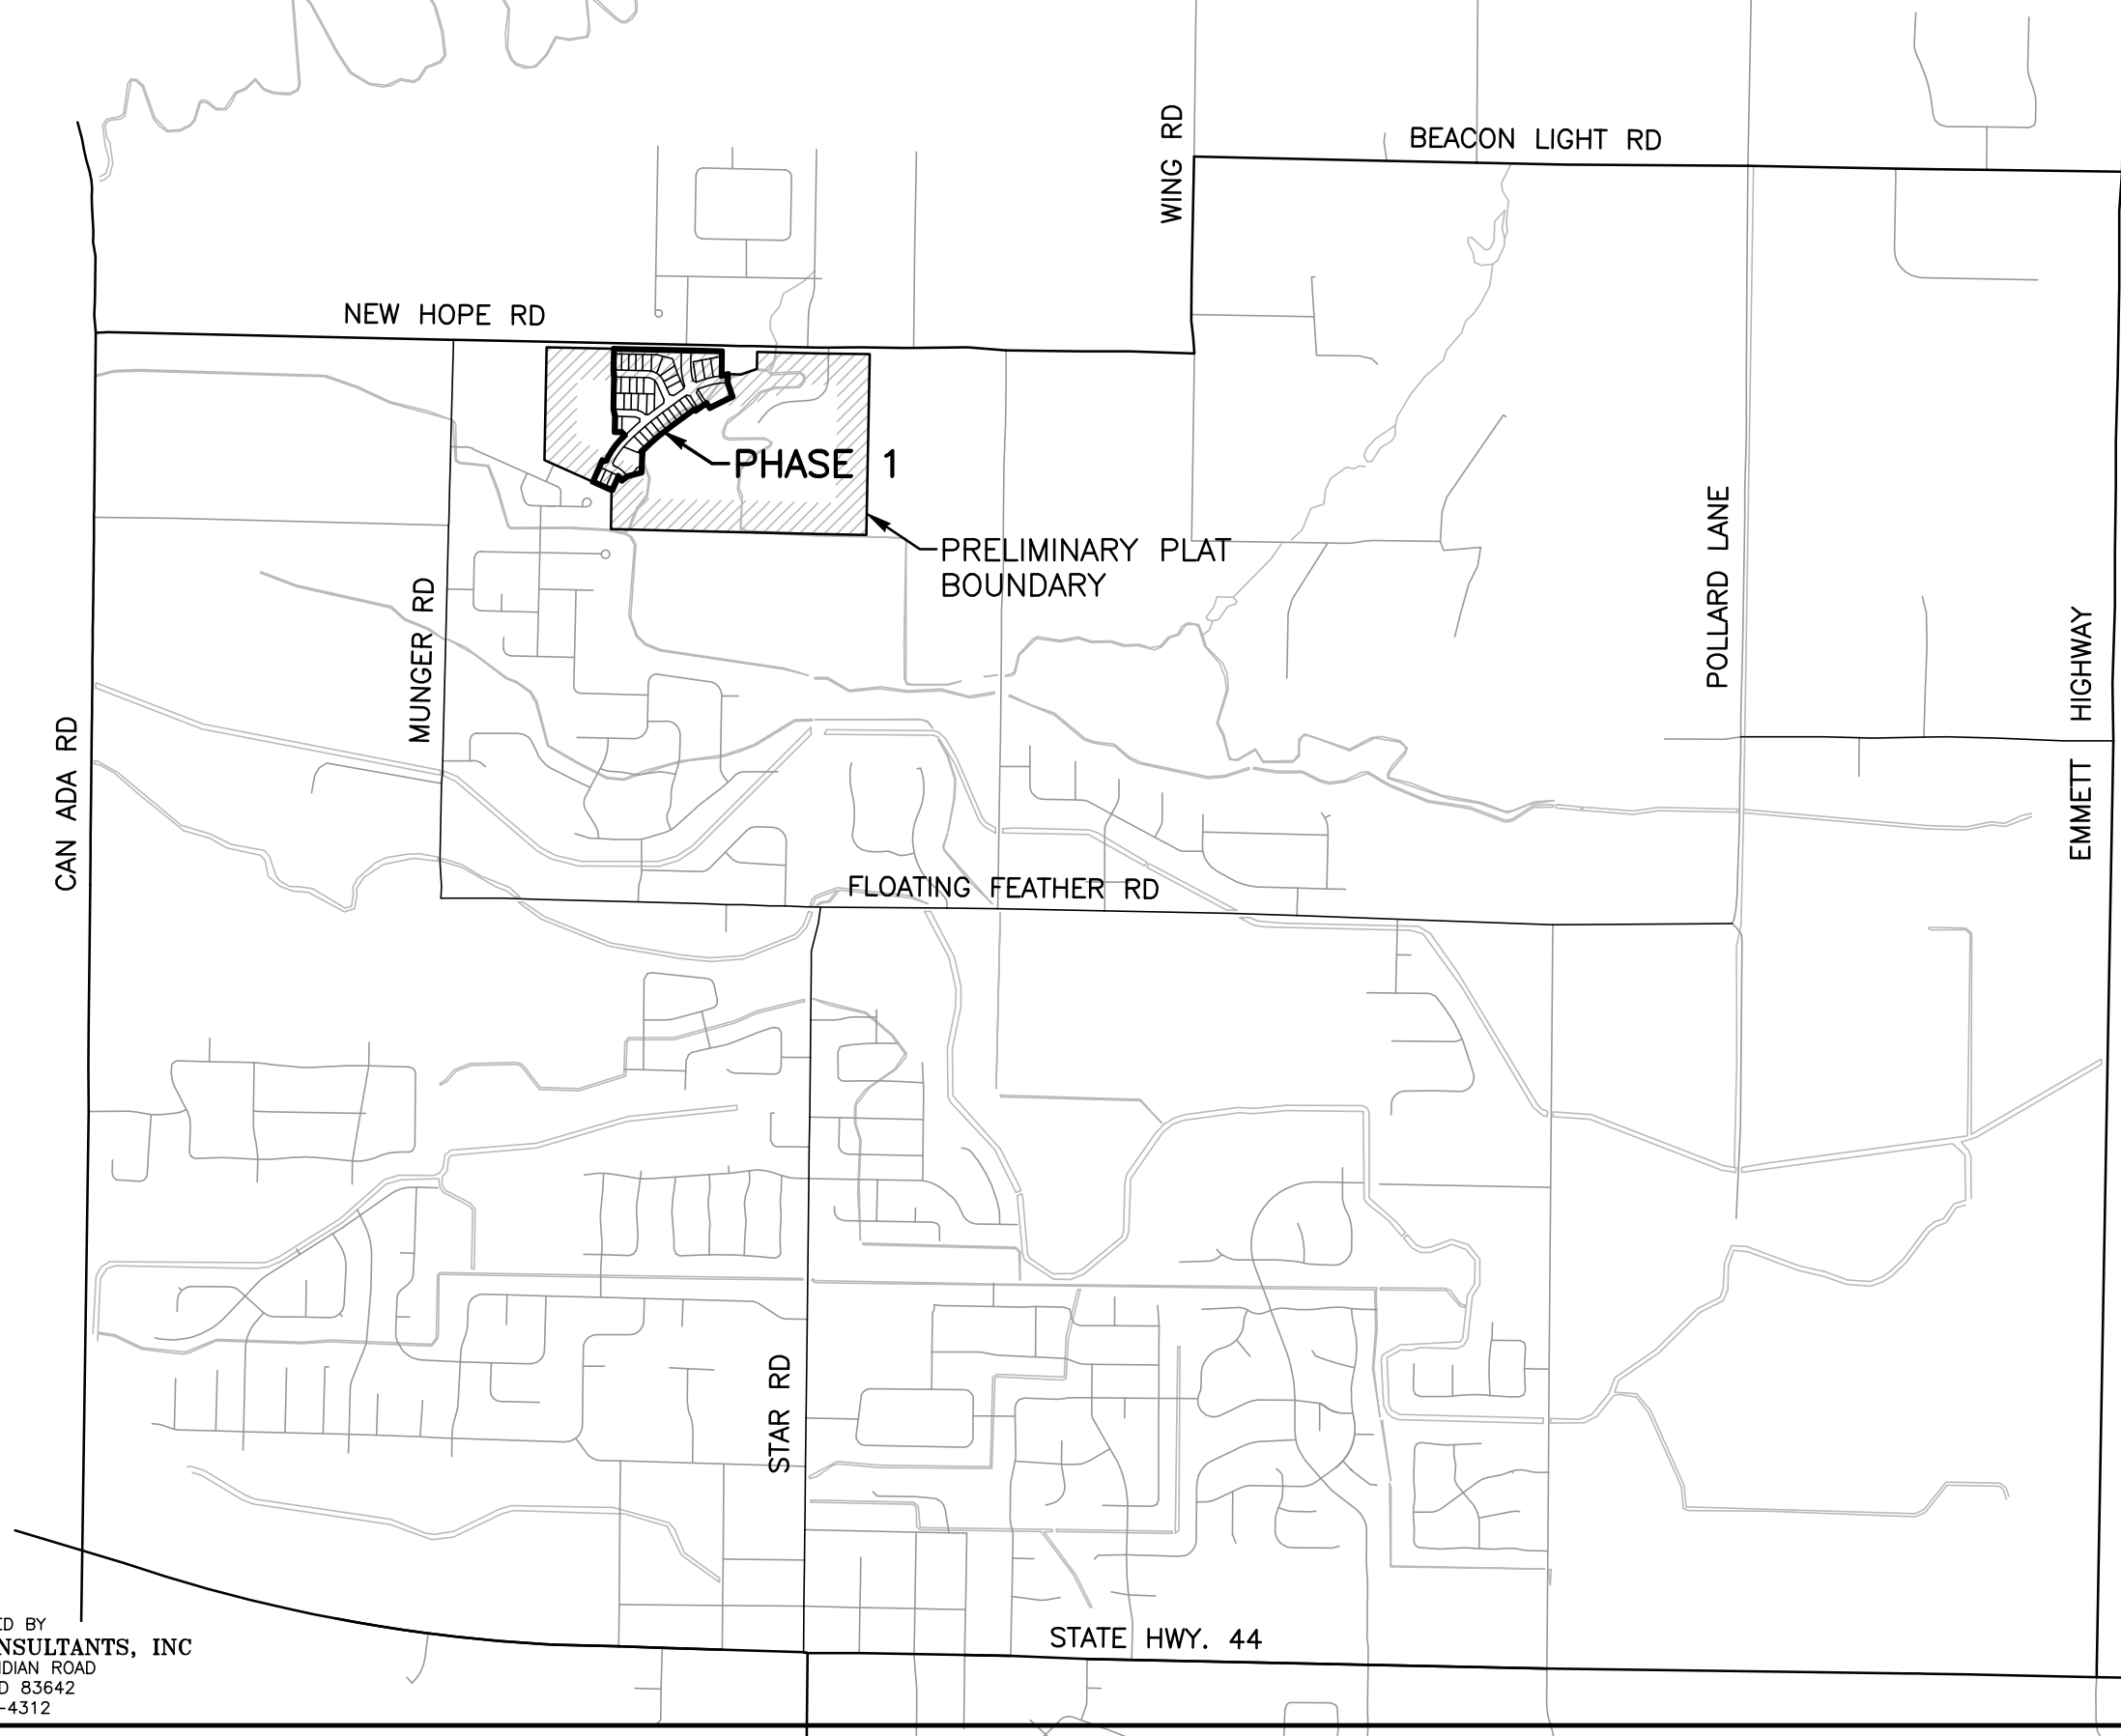 BEACON LIGHT RD
WING RD
NEW HOPE RD
PHASE 1
PRELIMINARY PLAT
BOUNDARY
MUNGER RD
POLLARD LANE
CAN ADA RD
EMMETT HIGHWAY
FLOATING FEATHER RD
STAR RD
STATE HWY. 44
ED BY
NSULTANTS, INC
IDIAN ROAD
D 83642
-4312